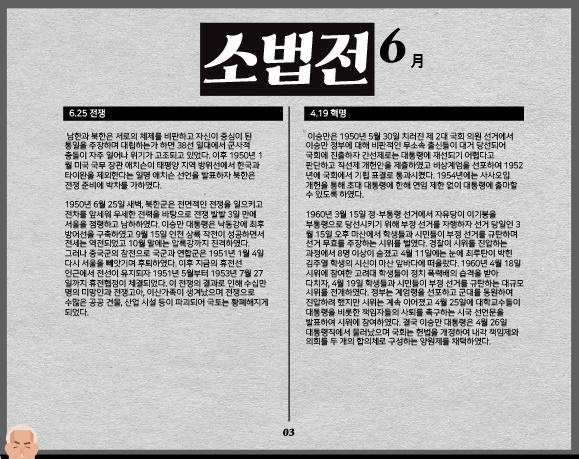 소법전 6月
6.25 전쟁
남한과 북한은 서로의 체제를 비판하고 자신이 중심이 된
통일을 주장하며 대립하는가 하면 38선 일대에서 군사적
충돌이 자주 일어나 위기가 고조되고 있었다. 이후 1950년 1
월 미국 국무 장관 애치슨이 태평양 지역 방위선에서 한국과
타이완을 제외한다는 일명 애치슨 선언을 발표하자 북한은
전쟁 준비에 박차를 가하였다.
1950년 6월 25일 새벽, 북한군은 전면적인 전쟁을 일으키고
전차를 앞세워 우세한 전력을 바탕으로 전쟁 발발 3일 만에
서울을 점령하고 남하하였다. 이승만 대통령은 낙동강에 최후
방어선을 구축하였고 9월 15일 인천 상륙 작전이 성공하면서
전세는 역전되었고 10월 말에는 압록강까지 진격하였다.
그러나 중국군의 참전으로 국군과 연합군은 1951년 1월 4일
다시 서울을 빼앗기며 후퇴하였다. 이후 지금의 휴전선
인근에서 전선이 유지되자 1951년 5월부터 1953년 7월 27
일까지 휴전협정이 체결되었다. 이 전쟁의 결과로 인해 수십만
명의 미망인과 전쟁고아, 이산가족이 생겨났으며 전쟁으로
수많은 공공 건물, 산업 시설 등이 파괴되어 국토는 황폐해지게
되었다.
4.19 혁명
이승만은 1950년 5월 30일 치러진 제 2대 국회 의원 선거에서
이승만 정부에 대해 비판적인 무소속 출신들이 대거 당선되어
국회에 진출하자 간선제로는 대통령에 재선되기 어렵다고
판단하고 직선제 개헌안을 제출하였고 비상계엄을 선포하여 1952
년에 국회에서 기립 표결로 통과시켰다. 1954년에는 사사오입
개헌을 통해 초대 대통령에 한해 연임 제한 없이 대통령에 출마할
수 있도록 하였다.
1960년 3월 15일 정·부통령 선거에서 자유당이 이기붕을
부통령으로 당선시키기 위해 부정 선거를 자행하자 선거 당일인 3
월 15일 오후 마산에서 학생들과 시민들이 부정 선거를 규탄하며
선거 무효를 주장하는 시위를 벌였다. 경찰이 시위를 진압하는
과정에서 8명 이상이 숨졌고 4월 11일에는 눈에 최루탄이 박힌
김주열 학생의 시신이 마산 앞바다에 떠올랐다. 1960년 4월 18일
시위에 참여한 고려대 학생들이 정치 폭력배의 습격을 받아
다치자, 4월 19일 학생들과 시민들이 부정 선거를 규탄하는 대규모
시위를 전개하였다. 정부는 계엄령을 선포하고 군대를 동원하여
진압하려 했지만 시위는 계속 이어졌고 4월 25일에 대학교수들이
대통령을 비롯한 책임자들의 사퇴를 촉구하는 시국 선언문을
발표하여 시위에 참여하였다. 결국 이승만 대통령은 4월 26일
대통령직에서 물러났으며 국회는 헌법을 개정하여 내각 책임제와
의회를 두 개의 합의체로 구성하는 양원제를 채택하였다.
03